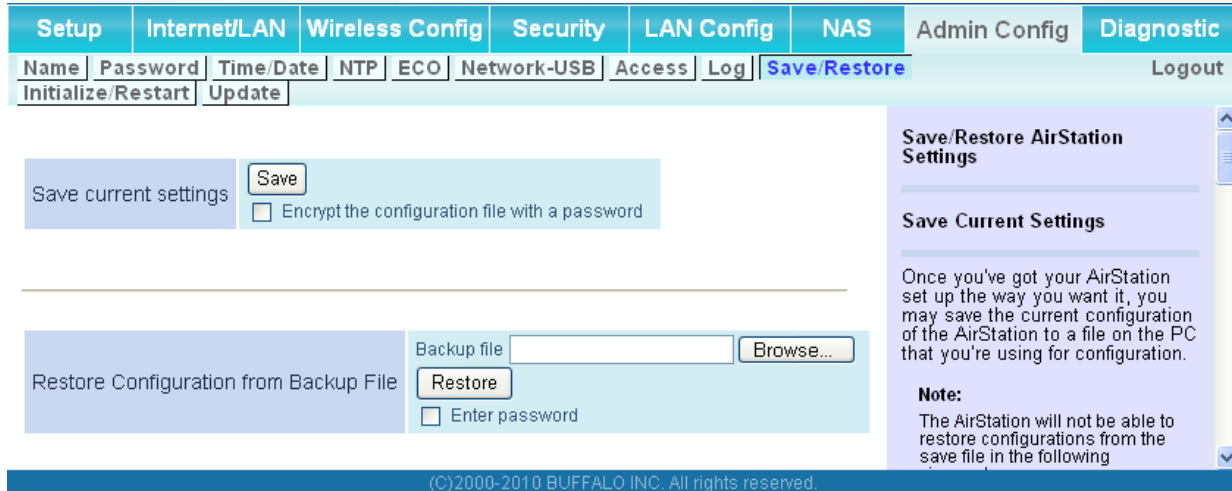 Setup Internet/LAN Wireless Config Security LAN Config NAS Admin Config Diagnostic
Name Password Time/Date NTP ECO Network-USB Access Log Save/Restore Logout
Initialize/Restart Update
Save current settings
Save
Encrypt the configuration file with a password
Restore Configuration from Backup File
Backup file Browse...
Restore
Enter password
Save/Restore AirStation
Settings
Save Current Settings
Once you've got your AirStation
set up the way you want it, you
may save the current configuration
of the AirStation to a file on the PC
that you're using for configuration.
Note:
The AirStation will not be able to
restore configurations from the
save file in the following
(C)2000-2010 BUFFALO INC. All rights reserved.